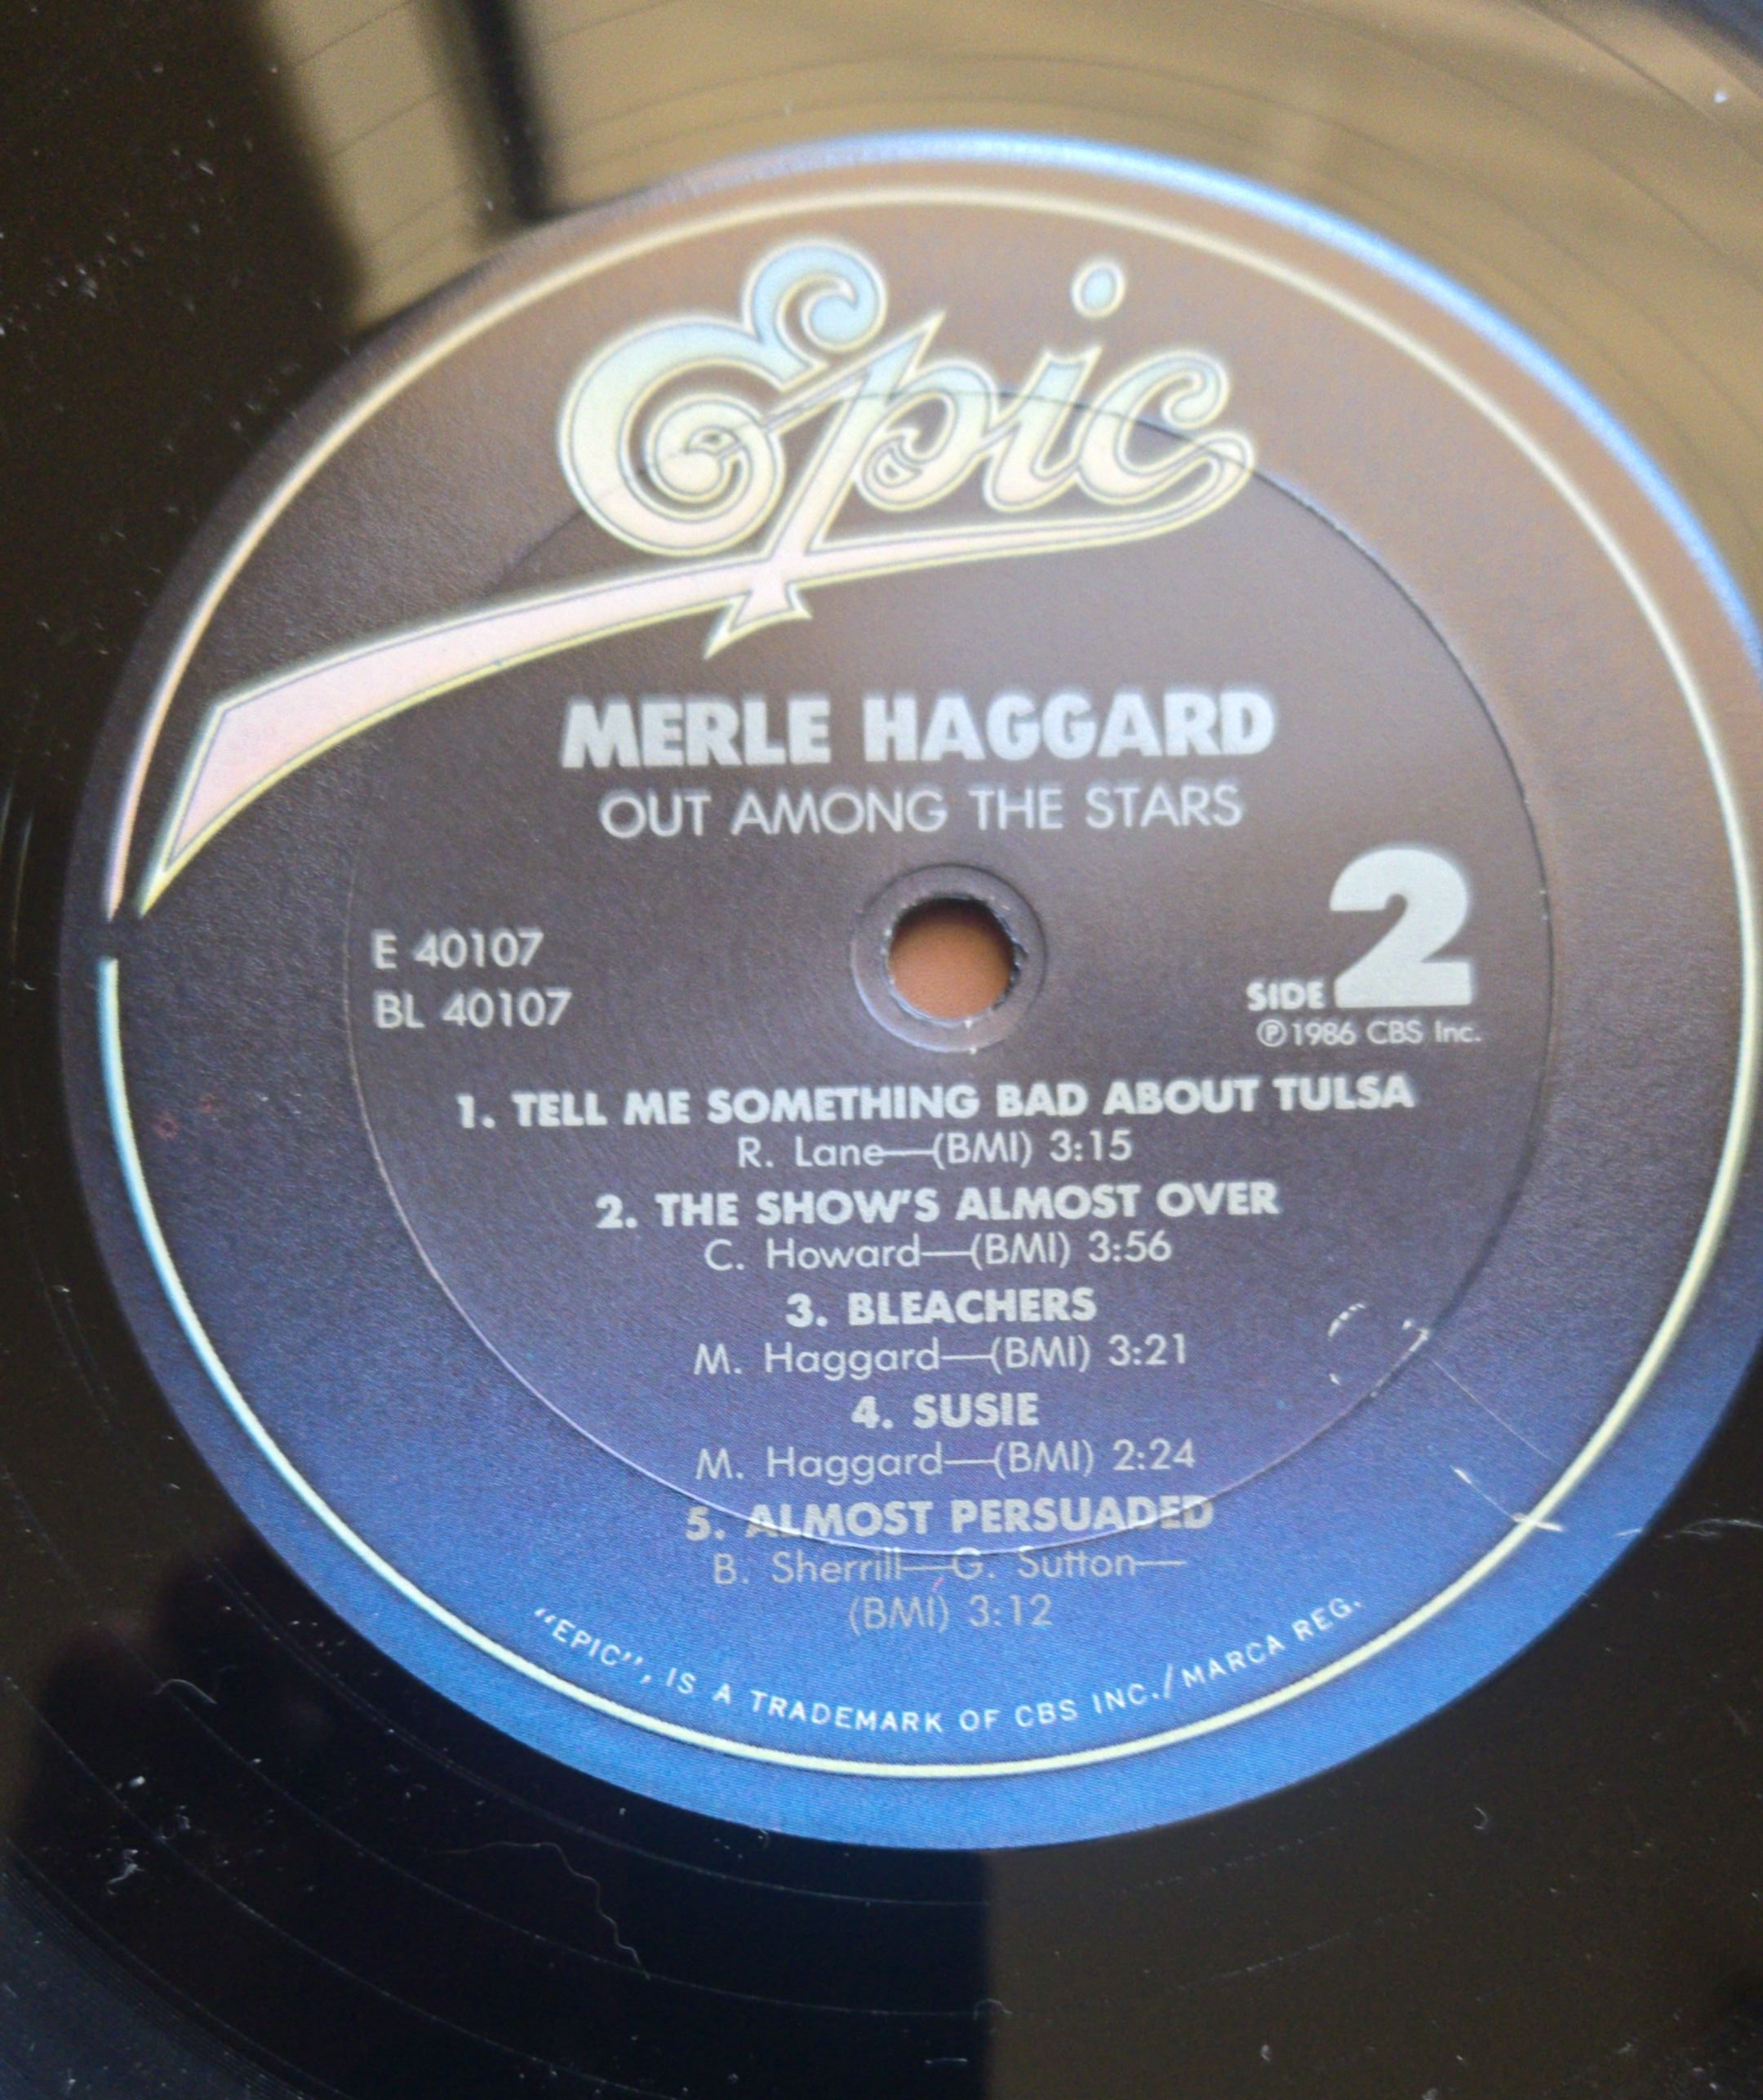 Epic
MERLE HAGGARD
OUT AMONG THE STARS
E 40107
BL 40107
SIDE 2
℗1986 CBS Inc.
1. TELL ME SOMETHING BAD ABOUT TULSA
R. Lane—(BMI) 3:15
2. THE SHOW'S ALMOST OVER
C. Howard—(BMI) 3:56
3. BLEACHERS
M. Haggard—(BMI) 3:21
4. SUSIE
M. Haggard—(BMI) 2:24
5. ALMOST PERSUADED
B. Sherrill—G. Sutton—
(BMI) 3:12
"EPIC", IS A TRADEMARK OF CBS INC./MARCA REG.